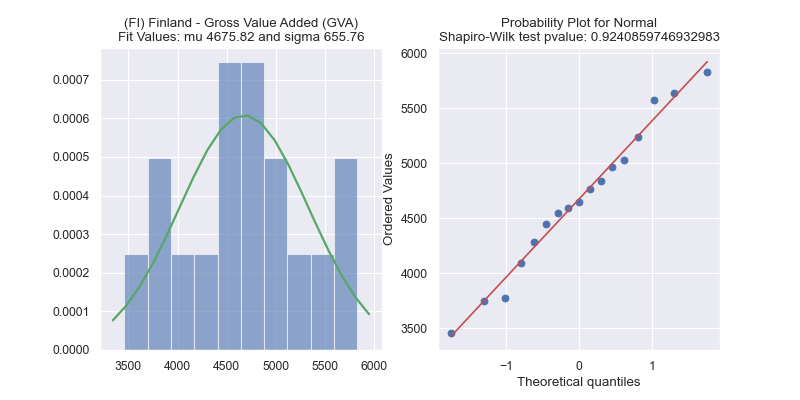 (FI) Finland - Gross Value Added (GVA)
Fit Values: mu 4675.82 and sigma 655.76
0.0007
0.0006
0.0005
0.0004
0.0003
0.0002
0.0001
0.0000
3500 4000 4500 5000 5500 6000
Probability Plot for Normal
Shapiro-Wilk test pvalue: 0.9240859746932983
Ordered Values
6000
5500
5000
4500
4000
3500
−1 0 1
Theoretical quantiles